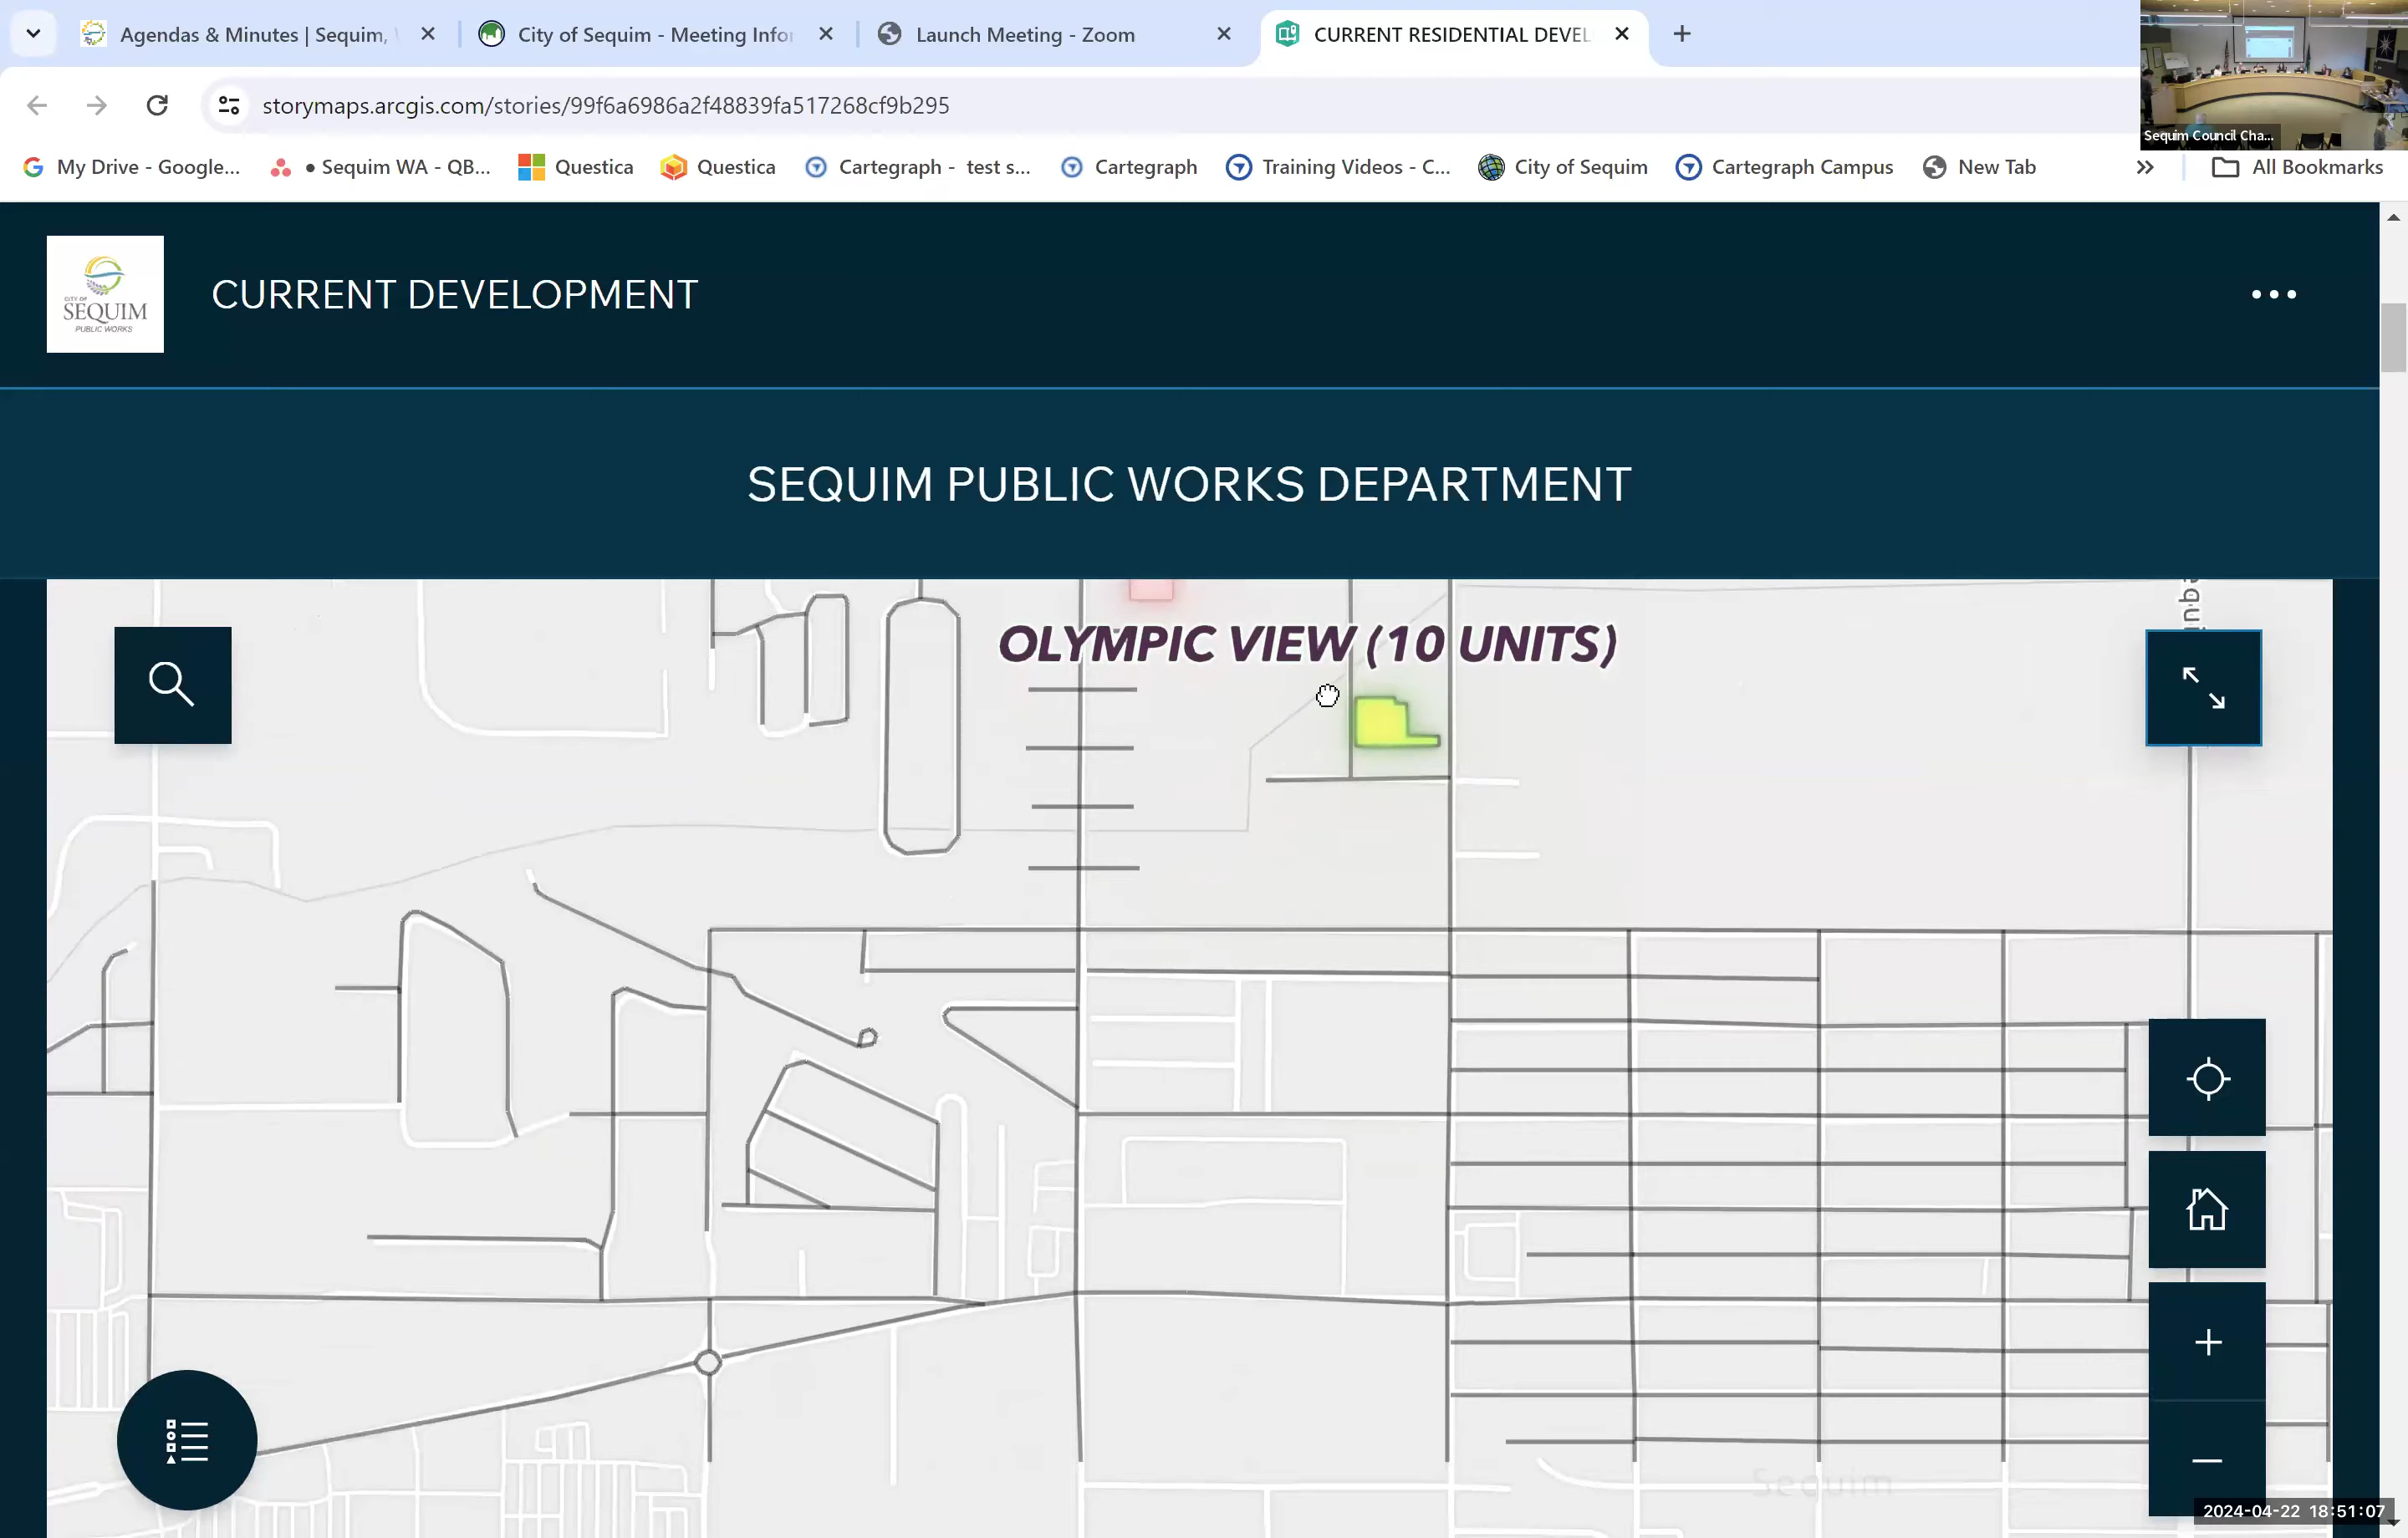 Agendas & Minutes | Sequim,
City of Sequim - Meeting Infor
Launch Meeting - Zoom
CURRENT RESIDENTIAL DEVEL
storymaps.arcgis.com/stories/99f6a6986a2f48839fa517268cf9b295
Sequim Council Cha...
My Drive - Google...
• Sequim WA - QB...
Questica
Questica
Cartegraph - test s...
Cartegraph
Training Videos - C...
City of Sequim
Cartegraph Campus
New Tab
All Bookmarks
CITY OF
SEQUIM
PUBLIC WORKS
CURRENT DEVELOPMENT
SEQUIM PUBLIC WORKS DEPARTMENT
OLYMPIC VIEW (10 UNITS)
Sequim
2024-04-22 18:51:07